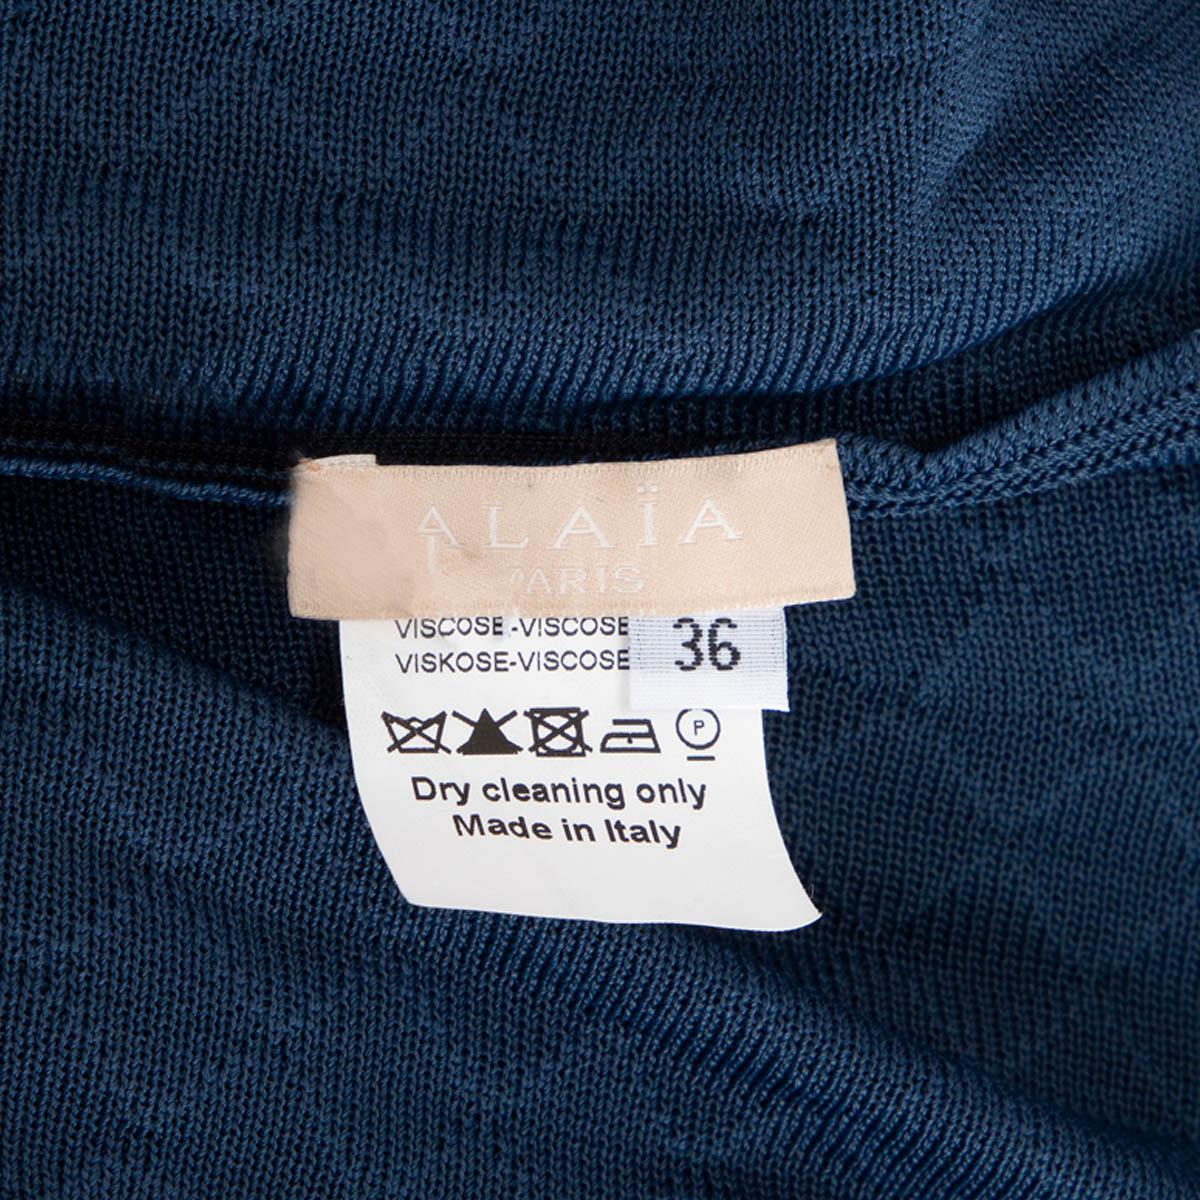 ALAÏA
PARIS
VISCOSE-VISCOSE
VISKOSE-VISCOSE
36
P
Dry cleaning only
Made in Italy